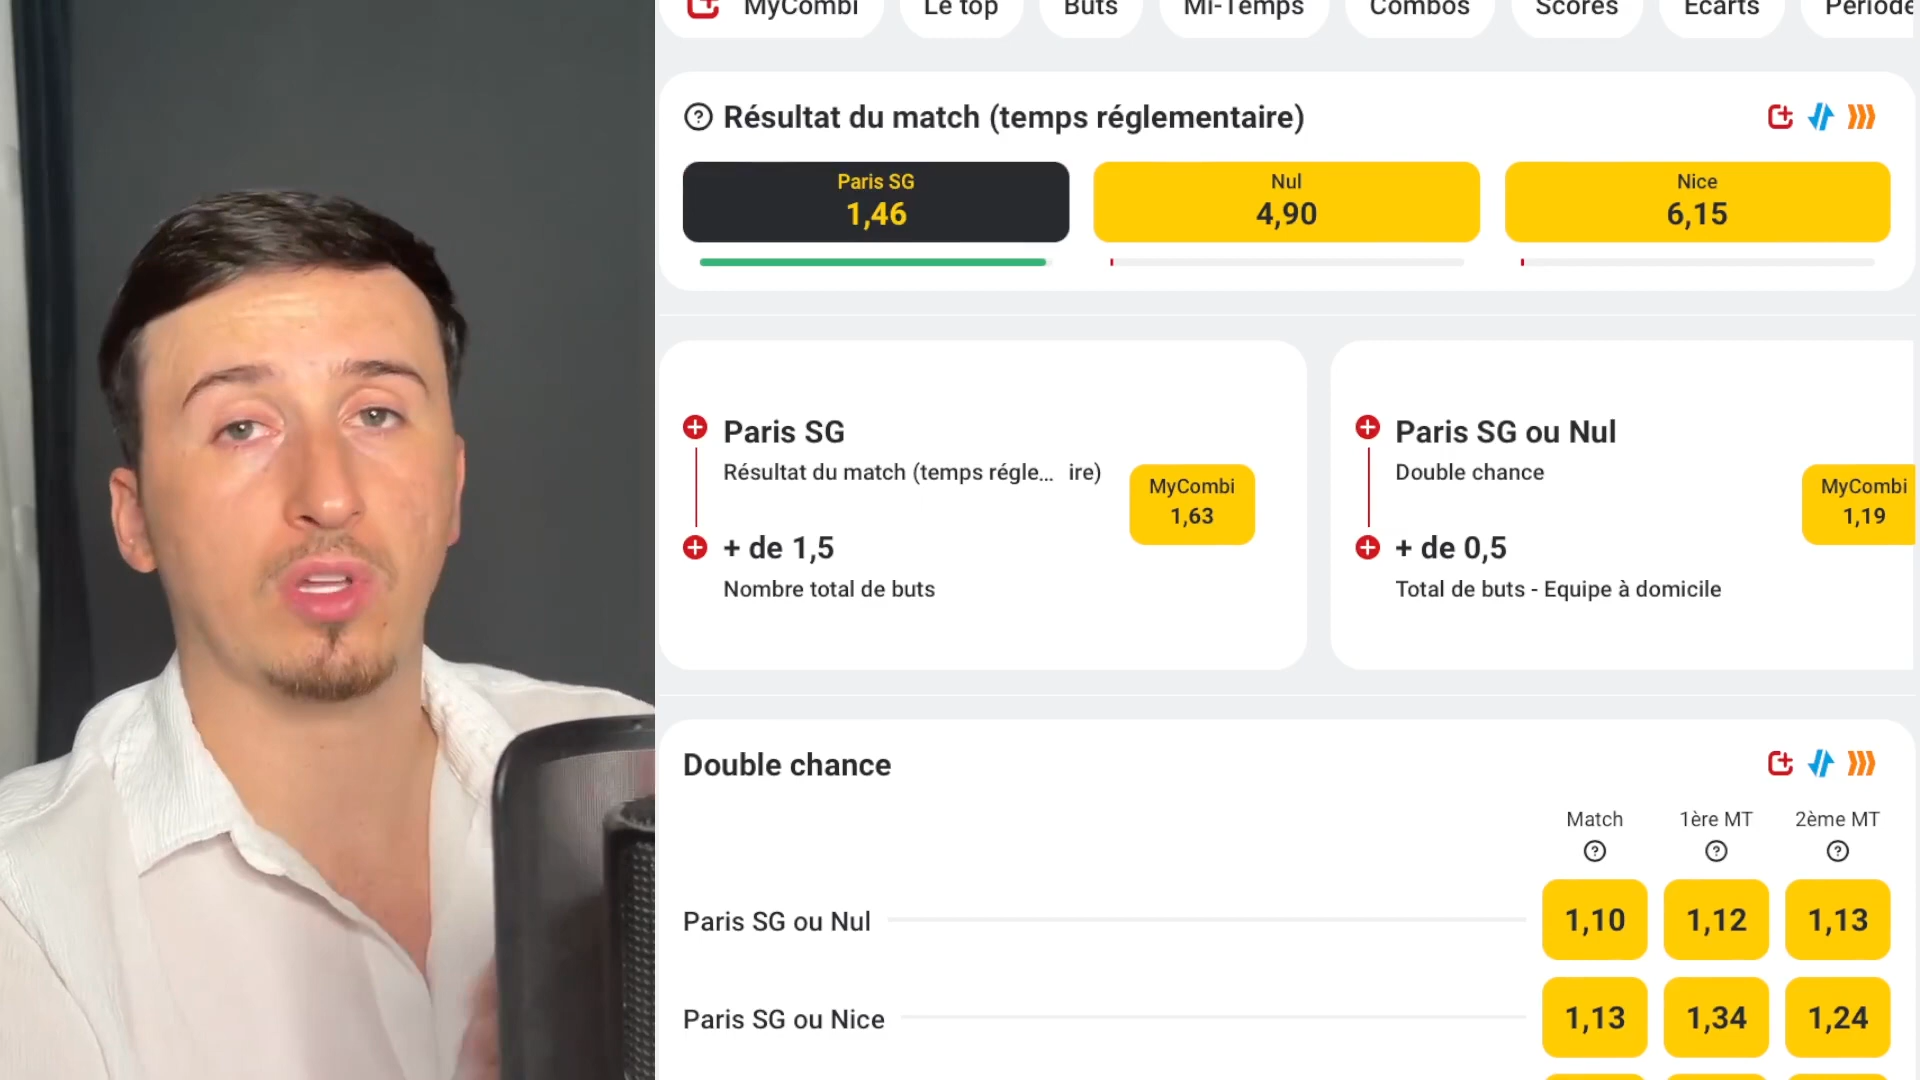 MyCombi
Le top
Buts
Mi-Temps
Combos
Scores
Ecarts
Période
Résultat du match (temps réglementaire)
Paris SG
1,46
Nul
4,90
Nice
6,15
Paris SG
Résultat du match (temps régle... ire)
+ de 1,5
Nombre total de buts
MyCombi
1,63
Paris SG ou Nul
Double chance
+ de 0,5
Total de buts - Equipe à domicile
MyCombi
1,19
Double chance
Match
1ère MT
2ème MT
Paris SG ou Nul
1,10
1,12
1,13
Paris SG ou Nice
1,13
1,34
1,24